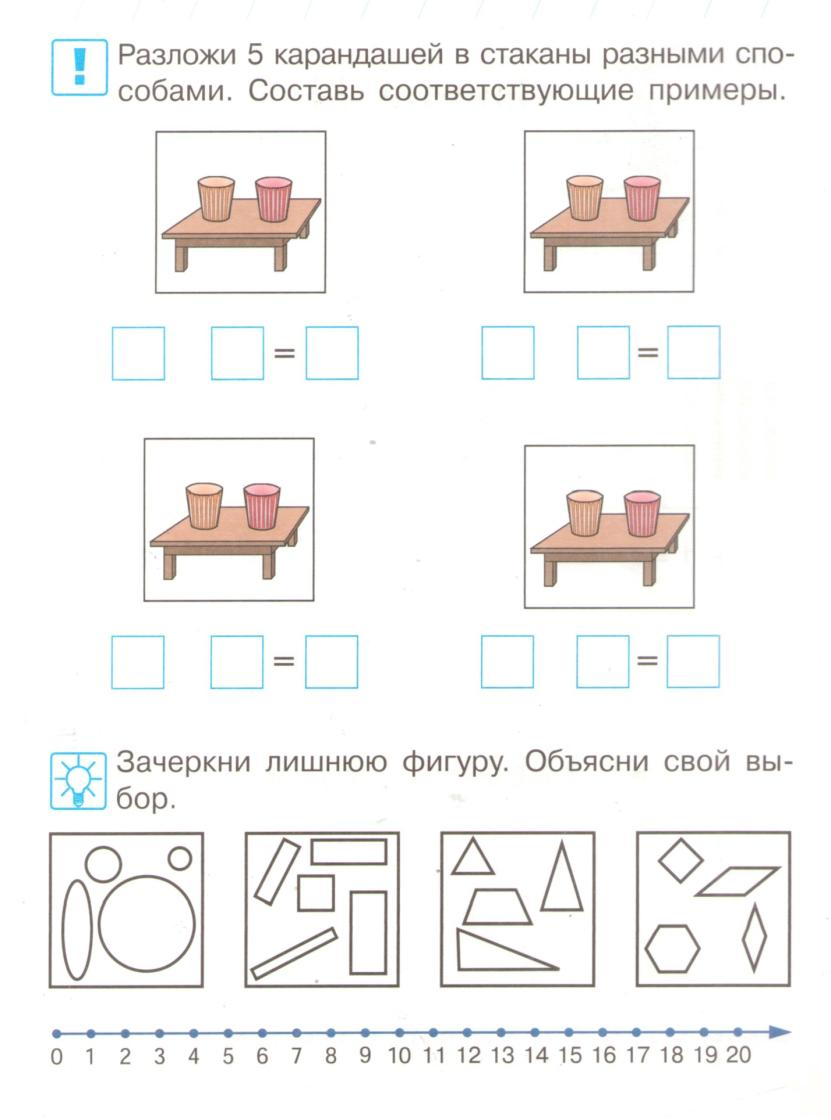 ! Разложи 5 карандашей в стаканы разными спо-
собами. Составь соответствующие примеры.
= =
= =
Зачеркни лишнюю фигуру. Объясни свой вы-
бор.
0 1 2 3 4 5 6 7 8 9 10 11 12 13 14 15 16 17 18 19 20